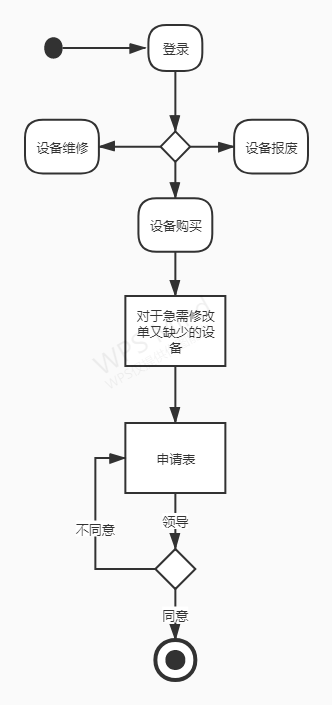 登录
设备维修
设备报废
设备购买
对于急需修改
单又缺少的设
备
申请表
领导
不同意
同意